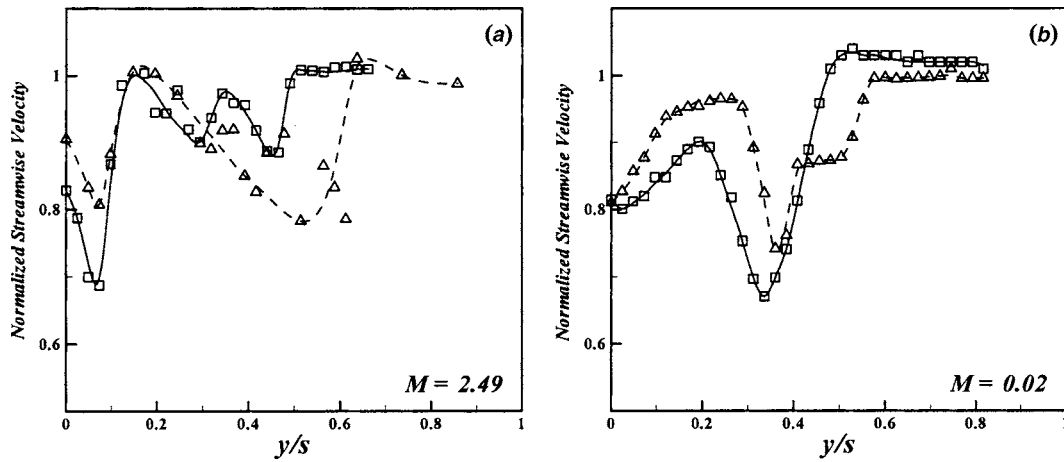 (a)
Normalized Streamwise Velocity
1
0.8
0.6
M = 2.49
0 0.2 0.4 0.6 0.8 1
y/s
(b)
Normalized Streamwise Velocity
1
0.8
0.6
M = 0.02
0 0.2 0.4 0.6 0.8 1
y/s